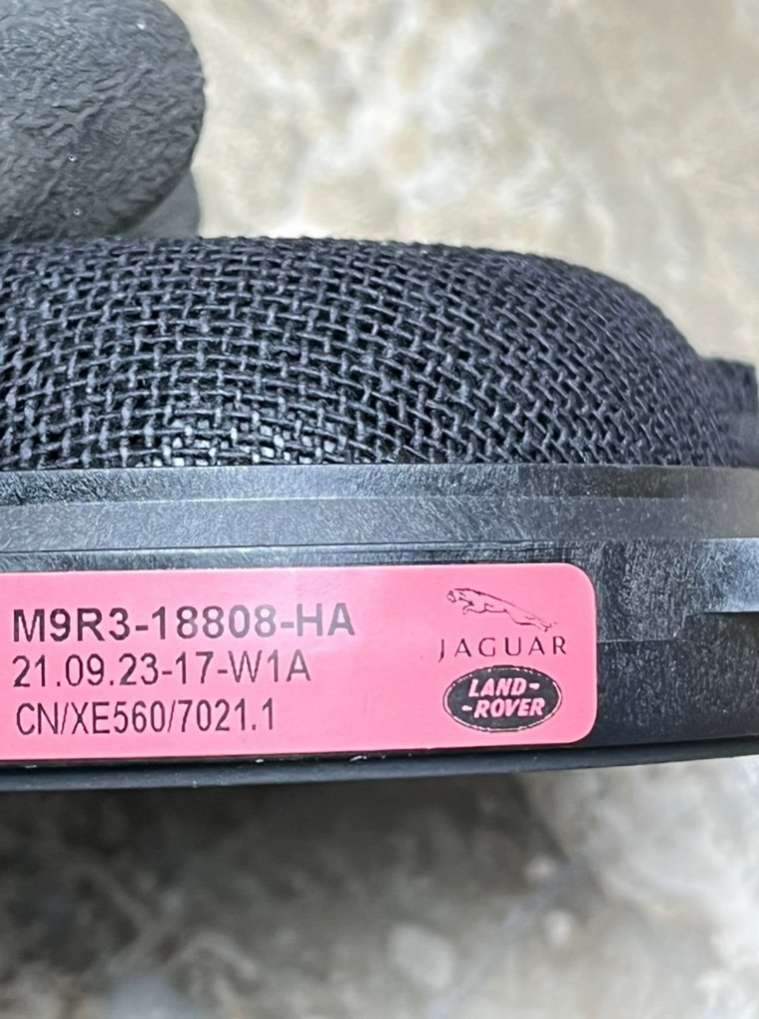 M9R3-18808-HA
21.09.23-17-W1A
CN/XE560/7021.1
JAGUAR
LAND-
-ROVER